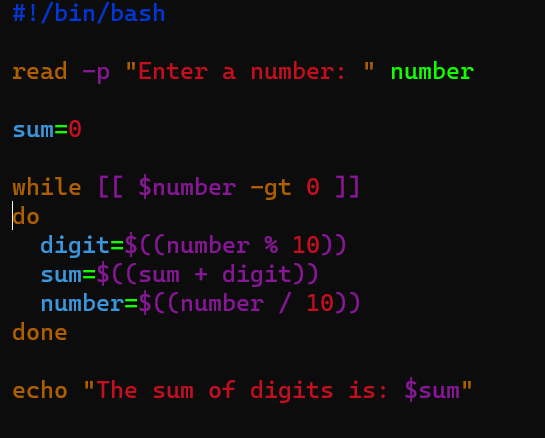 #!/bin/bash
read -p "Enter a number: " number
sum=0
while [[ $number -gt 0 ]]
do
  digit=$((number % 10))
  sum=$((sum + digit))
  number=$((number / 10))
done
echo "The sum of digits is: $sum"